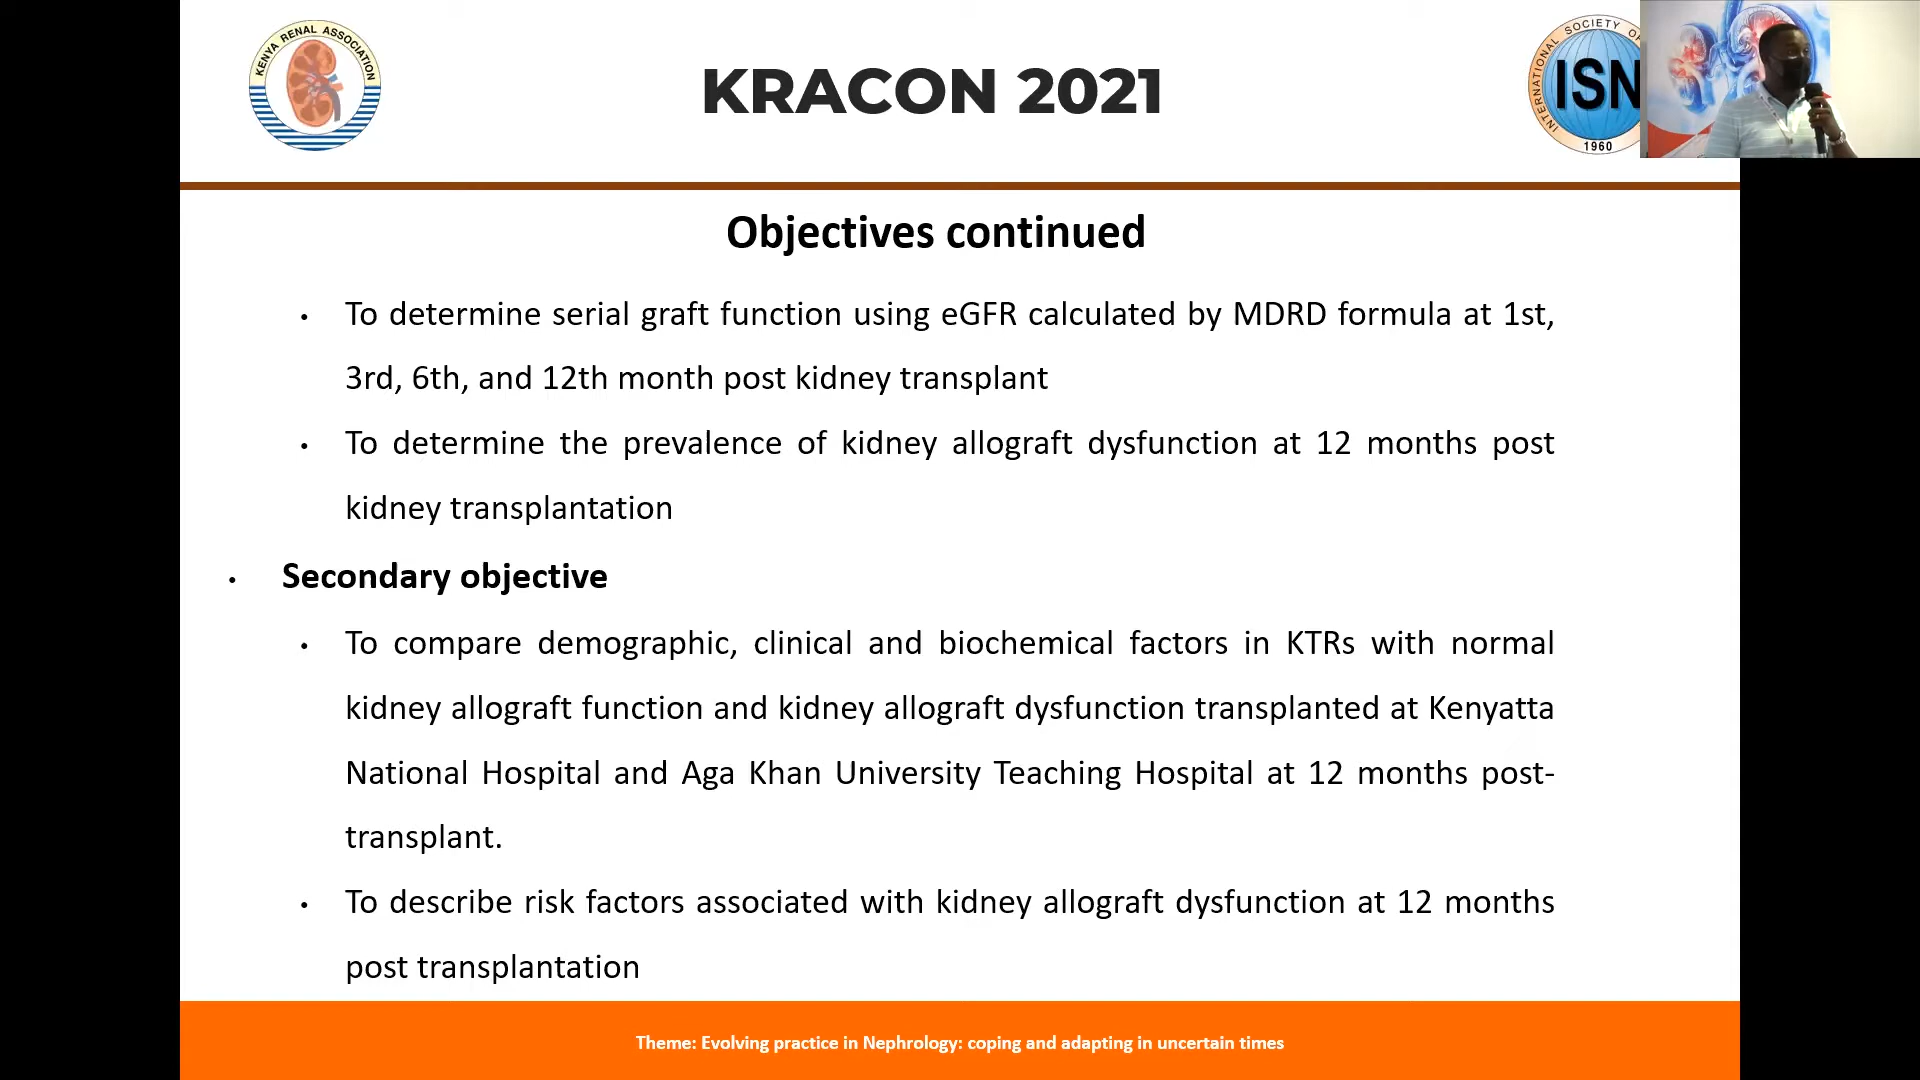 KENYA RENAL ASSOCIATION
KRACON 2021
INTERNATIONAL SOCIETY OF
ISN
1960
Objectives continued
• To determine serial graft function using eGFR calculated by MDRD formula at 1st,
3rd, 6th, and 12th month post kidney transplant
• To determine the prevalence of kidney allograft dysfunction at 12 months post
kidney transplantation
• Secondary objective
• To compare demographic, clinical and biochemical factors in KTRs with normal
kidney allograft function and kidney allograft dysfunction transplanted at Kenyatta
National Hospital and Aga Khan University Teaching Hospital at 12 months post-
transplant.
• To describe risk factors associated with kidney allograft dysfunction at 12 months
post transplantation
Theme: Evolving practice in Nephrology: coping and adapting in uncertain times